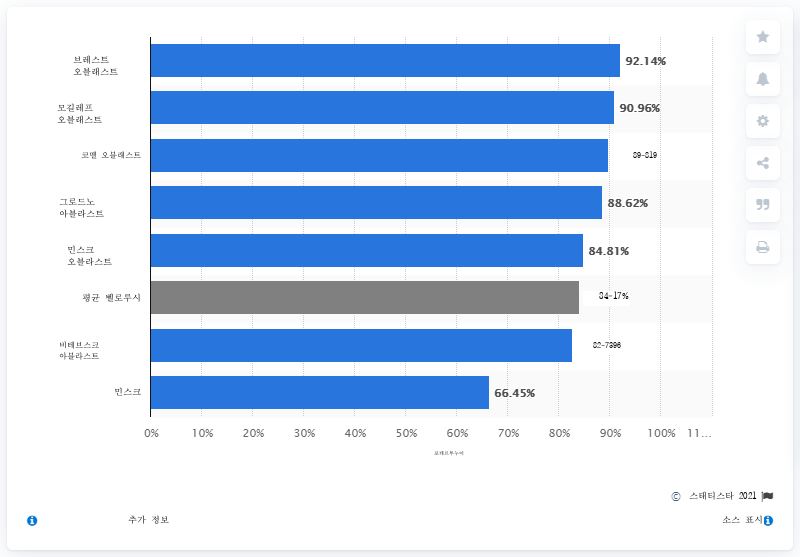 브레스트
오블래스트
92.14%
모길레프
오블래스트
90.96%
로멜 오블래스트
89-819
그로드노
아블라스트
88.62%
민스크
오블라스트
84.81%
평균 벨로루시
84-17%
비테브스크
아블라스트
82-7396
민스크
66.45%
0% 10% 20% 30% 40% 50% 60% 70% 80% 90% 100% 11...
© 스태티스타 2021
추가 정보
소스 표시